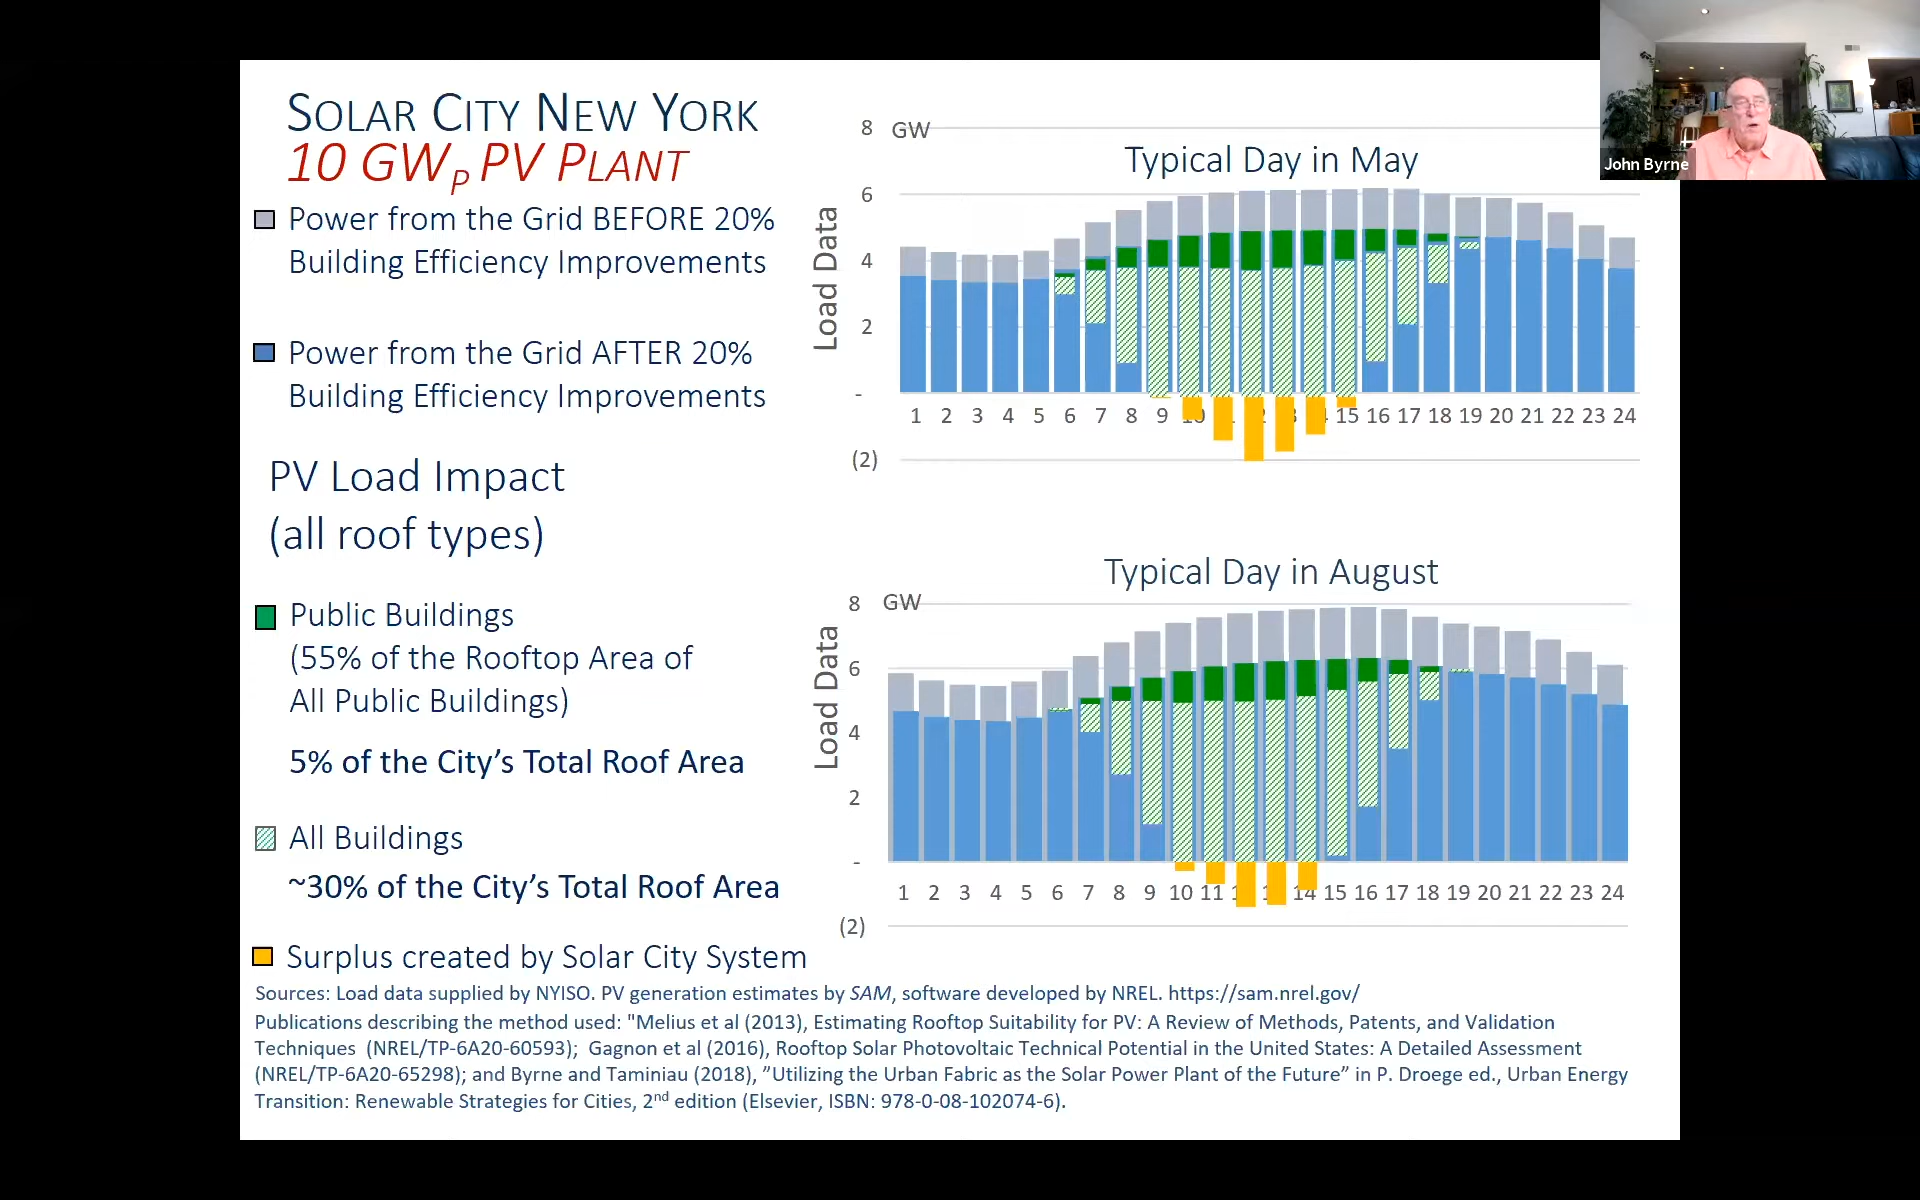 SOLAR CITY NEW YORK
10 GWP PV PLANT
Power from the Grid BEFORE 20%
Building Efficiency Improvements
Power from the Grid AFTER 20%
Building Efficiency Improvements
PV Load Impact
(all roof types)
Public Buildings
(55% of the Rooftop Area of
All Public Buildings)
5% of the City’s Total Roof Area
All Buildings
~30% of the City’s Total Roof Area
Surplus created by Solar City System
8 GW
Typical Day in May
Load Data
6
4
2
-
1 2 3 4 5 6 7 8 9 10 15 16 17 18 19 20 21 22 23 24
(2)
Typical Day in August
8 GW
Load Data
6
4
2
-
1 2 3 4 5 6 7 8 9 10 11 14 15 16 17 18 19 20 21 22 23 24
(2)
Sources: Load data supplied by NYISO. PV generation estimates by SAM, software developed by NREL. https://sam.nrel.gov/
Publications describing the method used: "Melius et al (2013), Estimating Rooftop Suitability for PV: A Review of Methods, Patents, and Validation
Techniques (NREL/TP-6A20-60593); Gagnon et al (2016), Rooftop Solar Photovoltaic Technical Potential in the United States: A Detailed Assessment
(NREL/TP-6A20-65298); and Byrne and Taminiau (2018), ”Utilizing the Urban Fabric as the Solar Power Plant of the Future” in P. Droege ed., Urban Energy
Transition: Renewable Strategies for Cities, 2nd edition (Elsevier, ISBN: 978-0-08-102074-6).
John Byrne